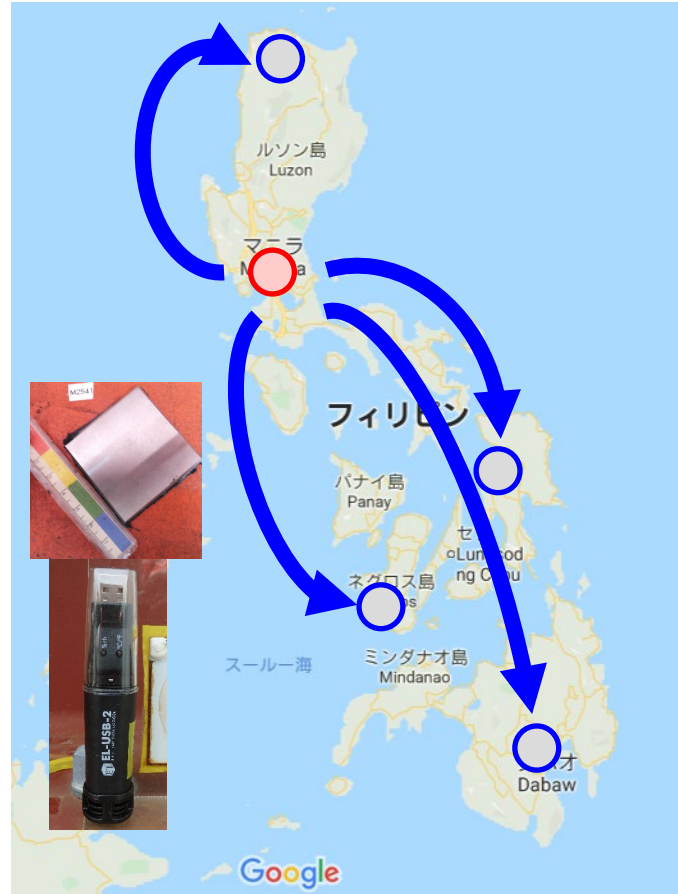 ルソン島
Luzon
マニラ
M2541
フィリピン
パナイ島
Panay
ネグロス島
スールー海
ミンダナオ島
Mindanao
%rh
°C/°F
EL-USB-2
Dabaw
Google